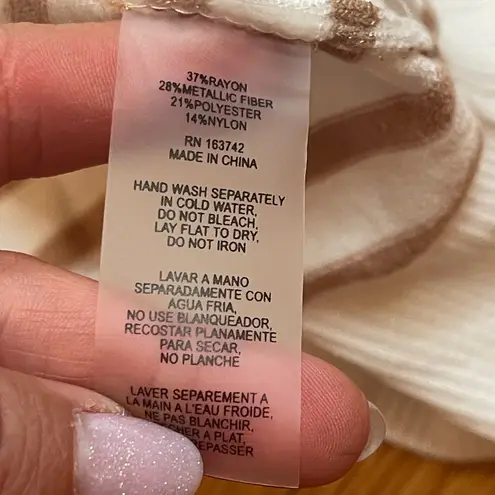 37%RAYON
28%METALLIC FIBER
21%POLYESTER
14%NYLON
RN 163742
MADE IN CHINA
HAND WASH SEPARATELY
IN COLD WATER,
DO NOT BLEACH,
LAY FLAT TO DRY,
DO NOT IRON
LAVAR A MANO
SEPARADAMENTE CON
AGUA FRIA,
NO USE BLANQUEADOR,
RECOSTAR PLANAMENTE
PARA SECAR,
NO PLANCHE
LAVER SEPAREMENT A
LA MAIN A L'EAU FROIDE,
NE PAS BLANCHIR,
A PLAT,